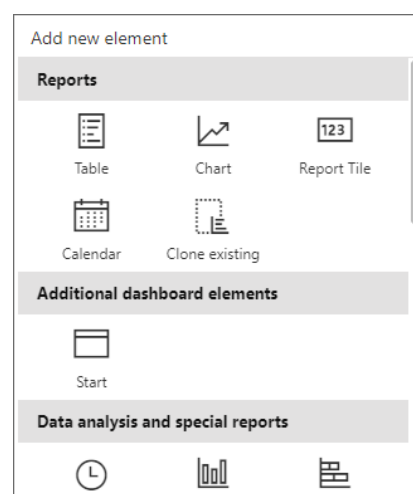 Add new element
Reports
123
Table Chart Report Tile
Calendar Clone existing
Additional dashboard elements
Start
Data analysis and special reports